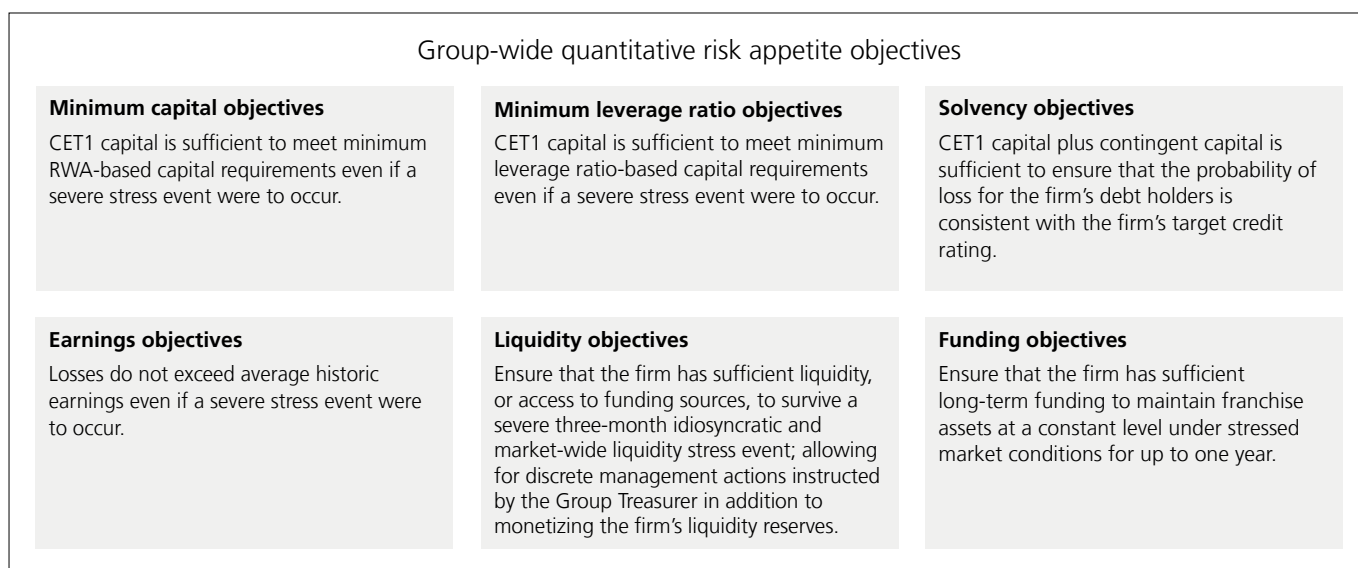 Group-wide quantitative risk appetite objectives
Minimum capital objectives
CET1 capital is sufficient to meet minimum
RWA-based capital requirements even if a
severe stress event were to occur.
Minimum leverage ratio objectives
CET1 capital is sufficient to meet minimum
leverage ratio-based capital requirements
even if a severe stress event were to occur.
Solvency objectives
CET1 capital plus contingent capital is
sufficient to ensure that the probability of
loss for the firm’s debt holders is
consistent with the firm’s target credit
rating.
Earnings objectives
Losses do not exceed average historic
earnings even if a severe stress event were
to occur.
Liquidity objectives
Ensure that the firm has sufficient liquidity,
or access to funding sources, to survive a
severe three-month idiosyncratic and
market-wide liquidity stress event; allowing
for discrete management actions instructed
by the Group Treasurer in addition to
monetizing the firm’s liquidity reserves.
Funding objectives
Ensure that the firm has sufficient
long-term funding to maintain franchise
assets at a constant level under stressed
market conditions for up to one year.